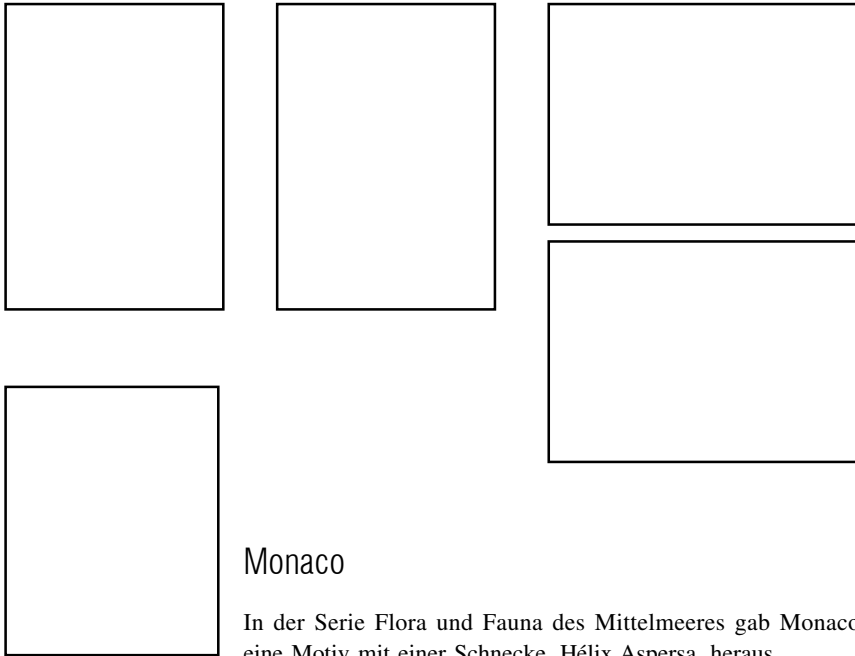 Monaco
In der Serie Flora und Fauna des Mittelmeeres gab Monaco
eine Motiv mit einer Schnecke, Hélix Aspersa, heraus.